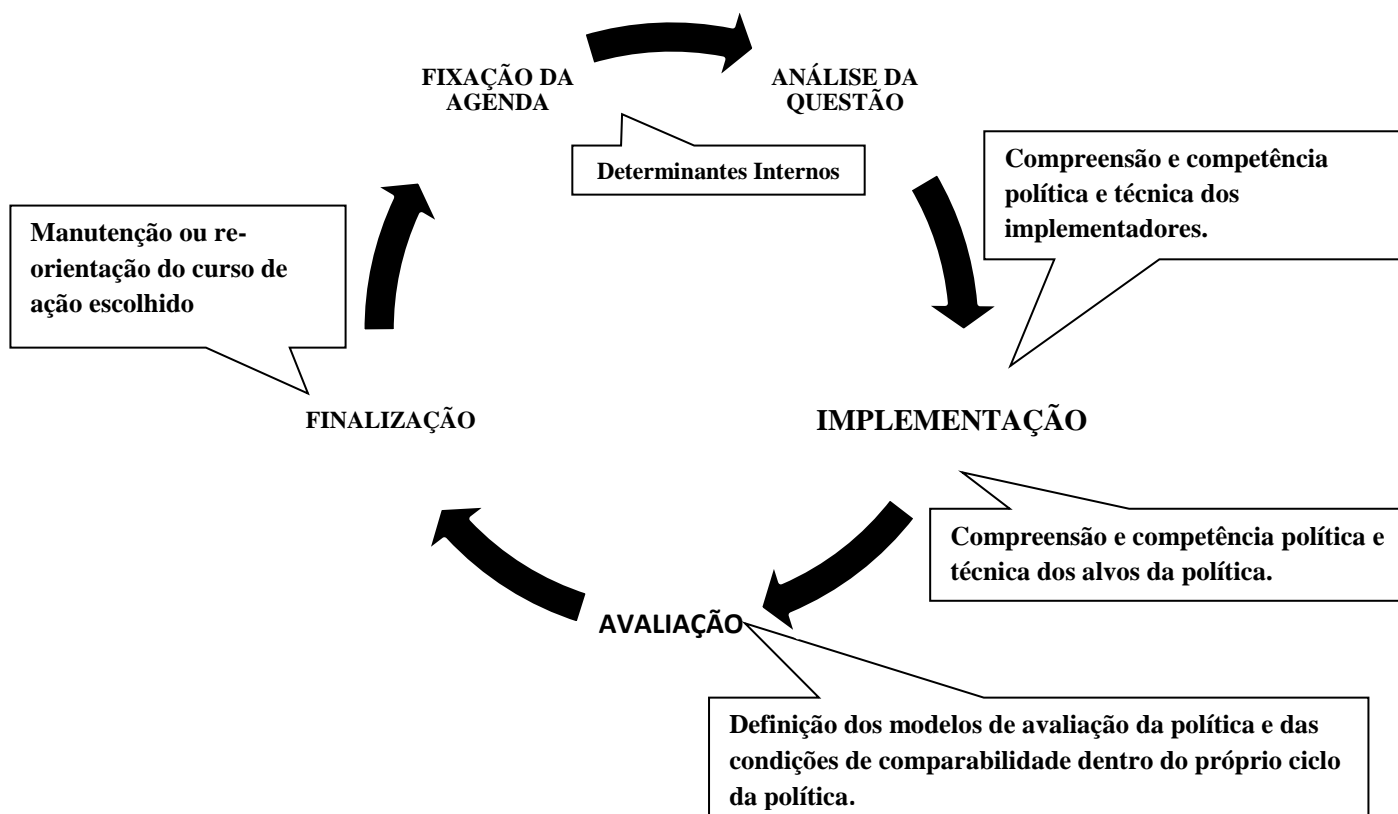 FIXAÇÃO DA
AGENDA
ANÁLISE DA
QUESTÃO
Determinantes Internos
Compreensão e competência
política e técnica dos
implementadores.
Manutenção ou re-
orientação do curso de
ação escolhido
FINALIZAÇÃO
IMPLEMENTAÇÃO
Compreensão e competência política e
técnica dos alvos da política.
AVALIAÇÃO
Definição dos modelos de avaliação da política e das
condições de comparabilidade dentro do próprio ciclo
da política.